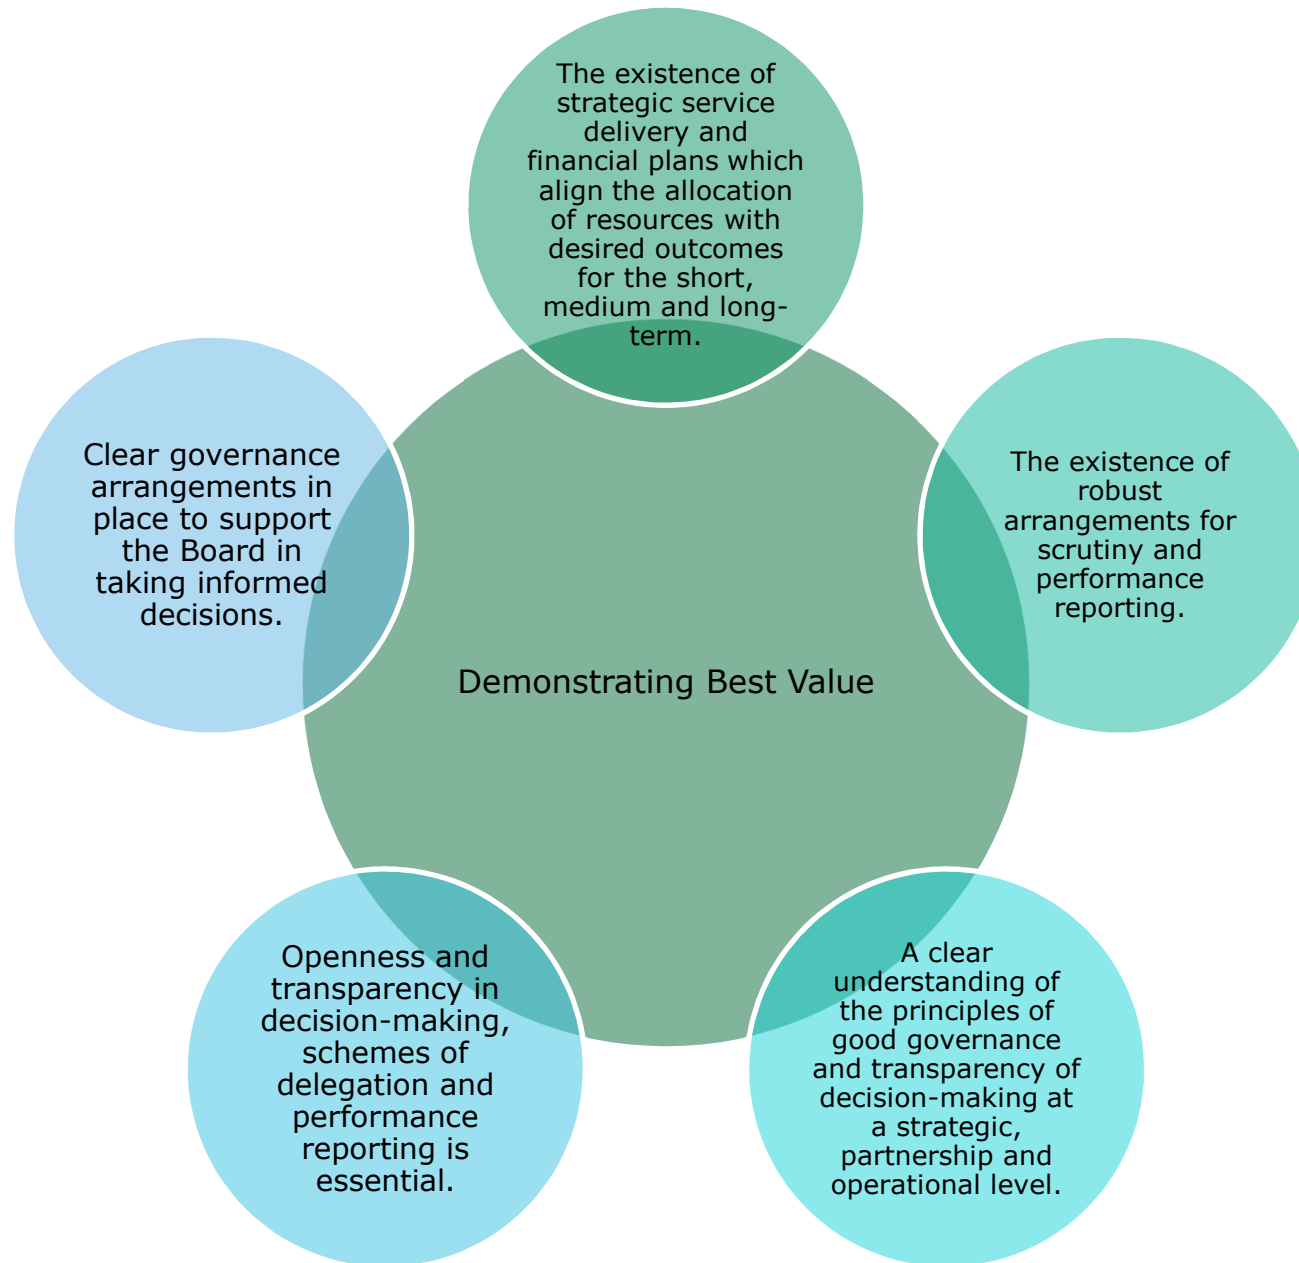 The existence of
strategic service
delivery and
financial plans which
align the allocation
of resources with
desired outcomes
for the short,
medium and long-
term.
Clear governance
arrangements in
place to support
the Board in
taking informed
decisions.
The existence of
robust
arrangements for
scrutiny and
performance
reporting.
Demonstrating Best Value
Openness and
transparency in
decision-making,
schemes of
delegation and
performance
reporting is
essential.
A clear
understanding of
the principles of
good governance
and transparency of
decision-making at
a strategic,
partnership and
operational level.